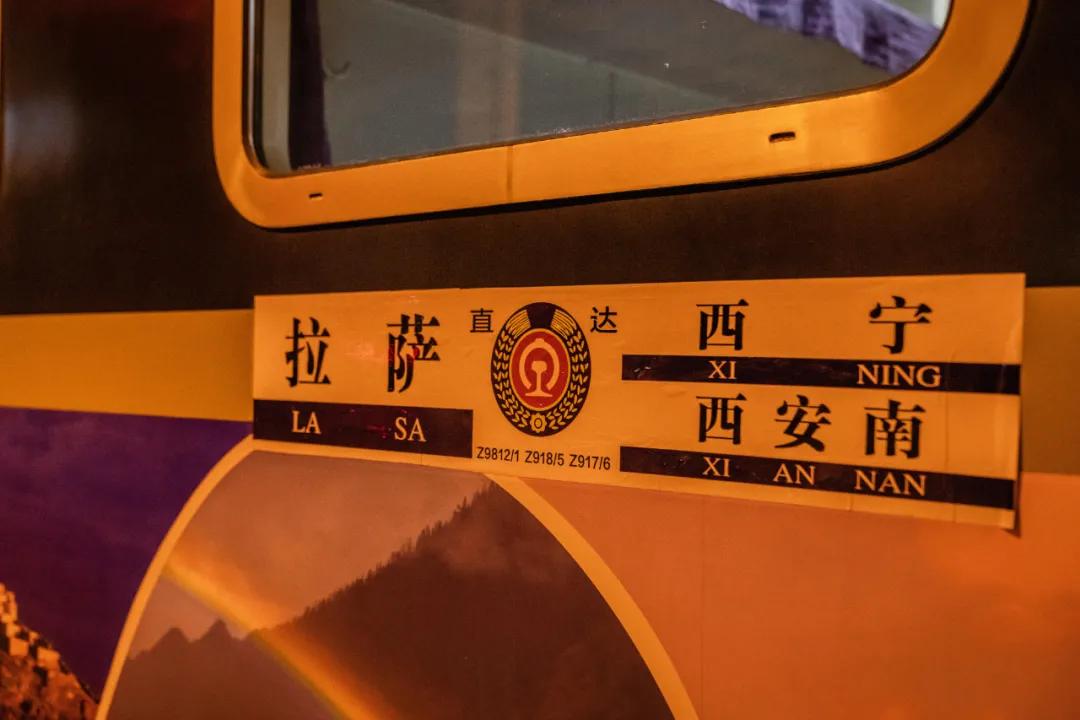 拉 萨
LA SA
直 达
Z9812/1 Z918/5 Z917/6
西 宁
XI NING
西 安 南
XI AN NAN